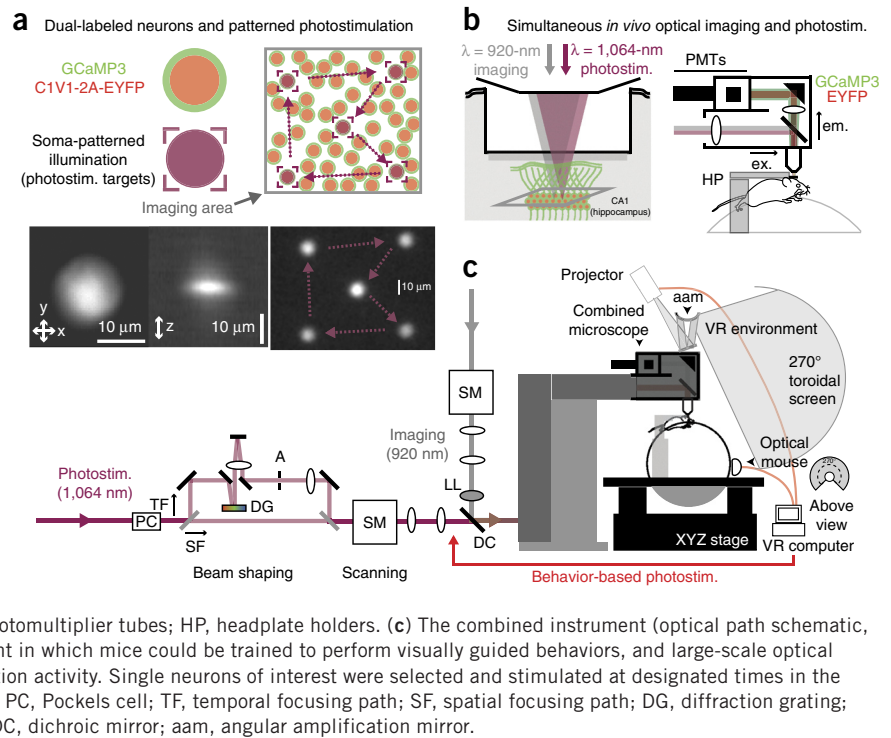 a
Dual-labeled neurons and patterned photostimulation
GCaMP3
C1V1-2A-EYFP
Soma-patterned
illumination
(photostim. targets)
Imaging area
y
x
10 μm
z
10 μm
10 μm
b
Simultaneous in vivo optical imaging and photostim.
λ = 920-nm
imaging
λ = 1,064-nm
photostim.
CA1
(hippocampus)
PMTs
GCaMP3
EYFP
em.
ex.
HP
c
Projector
aam
Combined
microscope
VR environment
270°
toroidal
screen
SM
Imaging
(920 nm)
LL
Optical
mouse
270°
Above
view
Photostim.
(1,064 nm)
TF
A
DG
PC
SM
DC
SF
XYZ stage
VR computer
Beam shaping
Scanning
Behavior-based photostim.
otomultiplier tubes; HP, headplate holders. (c) The combined instrument (optical path schematic,
nt in which mice could be trained to perform visually guided behaviors, and large-scale optical
tion activity. Single neurons of interest were selected and stimulated at designated times in the
PC, Pockels cell; TF, temporal focusing path; SF, spatial focusing path; DG, diffraction grating;
DC, dichroic mirror; aam, angular amplification mirror.